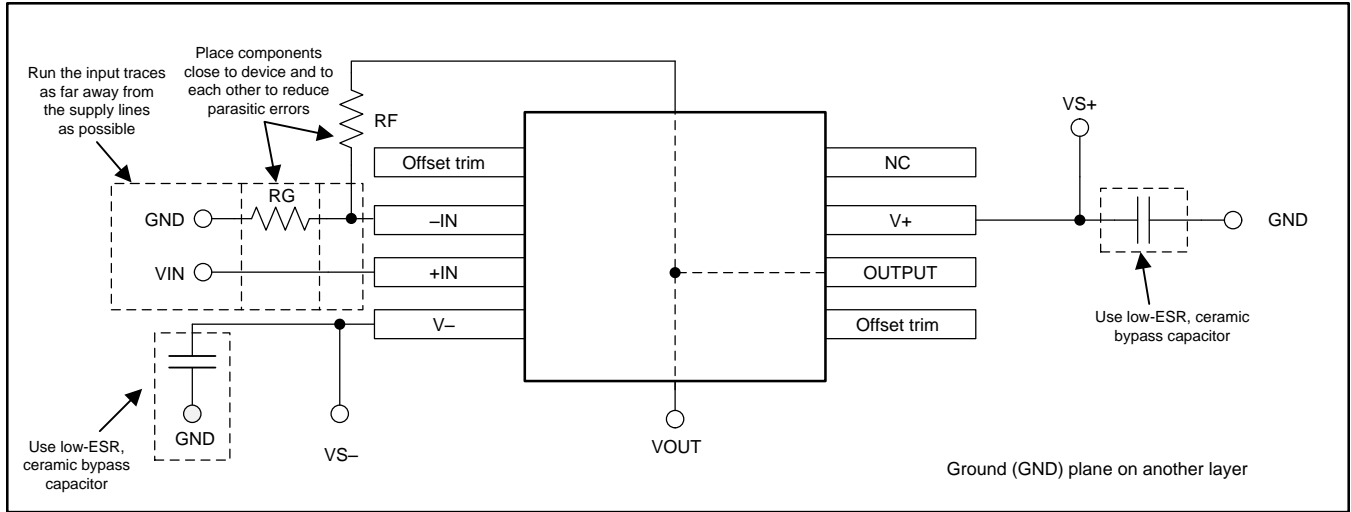 Place components
close to device and to
each other to reduce
parasitic errors
Run the input traces
as far away from
the supply lines
as possible
RF
VS+
Offset trim
NC
RG
GND
–IN
V+
GND
VIN
+IN
OUTPUT
V–
Offset trim
Use low-ESR, ceramic
bypass capacitor
GND
Use low-ESR,
ceramic bypass
capacitor
VS–
VOUT
Ground (GND) plane on another layer